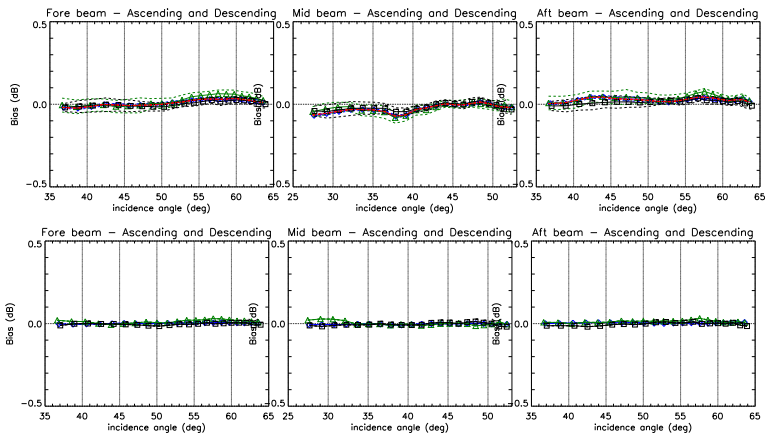 Fore beam – Ascending and Descending
Mid beam – Ascending and Descending
Aft beam – Ascending and Descending
0.5 0.5 0.5
Bias (dB) 0.0 Bias (dB) 0.0 Bias (dB) 0.0
-0.5 -0.5 -0.5
35 40 45 50 55 60 65
30 35 40 45 50
35 40 45 50 55 60 65
incidence angle (deg) incidence angle (deg) incidence angle (deg)
Fore beam – Ascending and Descending
Mid beam – Ascending and Descending
Aft beam – Ascending and Descending
0.5 0.5 0.5
Bias (dB) 0.0 Bias (dB) 0.0 Bias (dB) 0.0
-0.5 -0.5 -0.5
35 40 45 50 55 60 65
25 30 35 40 45 50
35 40 45 50 55 60 65
incidence angle (deg) incidence angle (deg) incidence angle (deg)